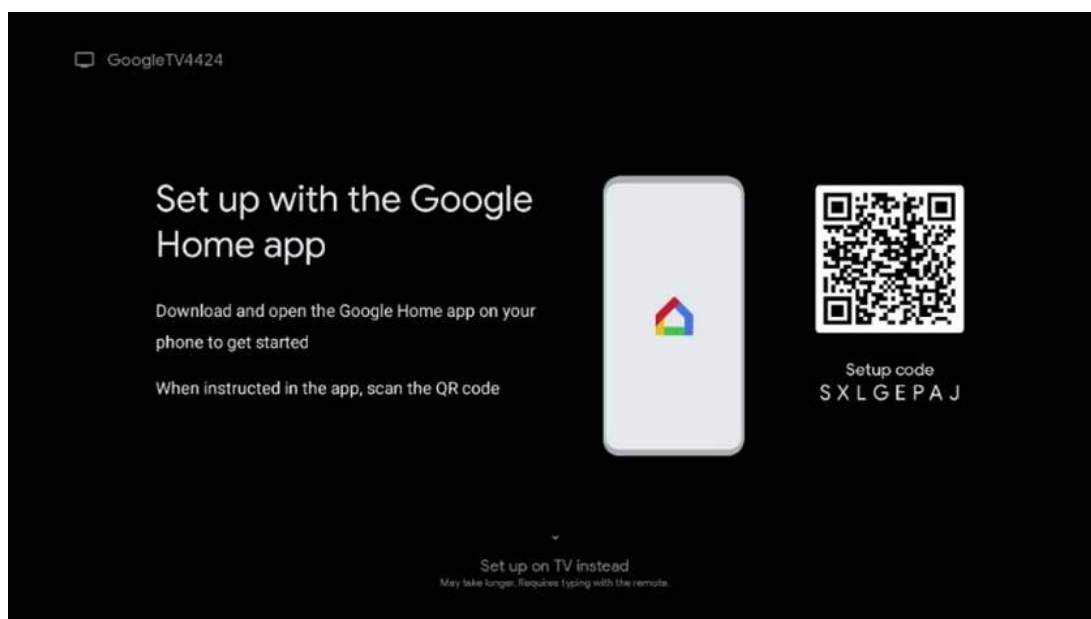 GoogleTV4424
Set up with the Google
Home app
Download and open the Google Home app on your
phone to get started
When instructed in the app, scan the QR code
Setup code
SXLGEPAJ
Set up on TV instead
May take longer. Requires typing with the remote.